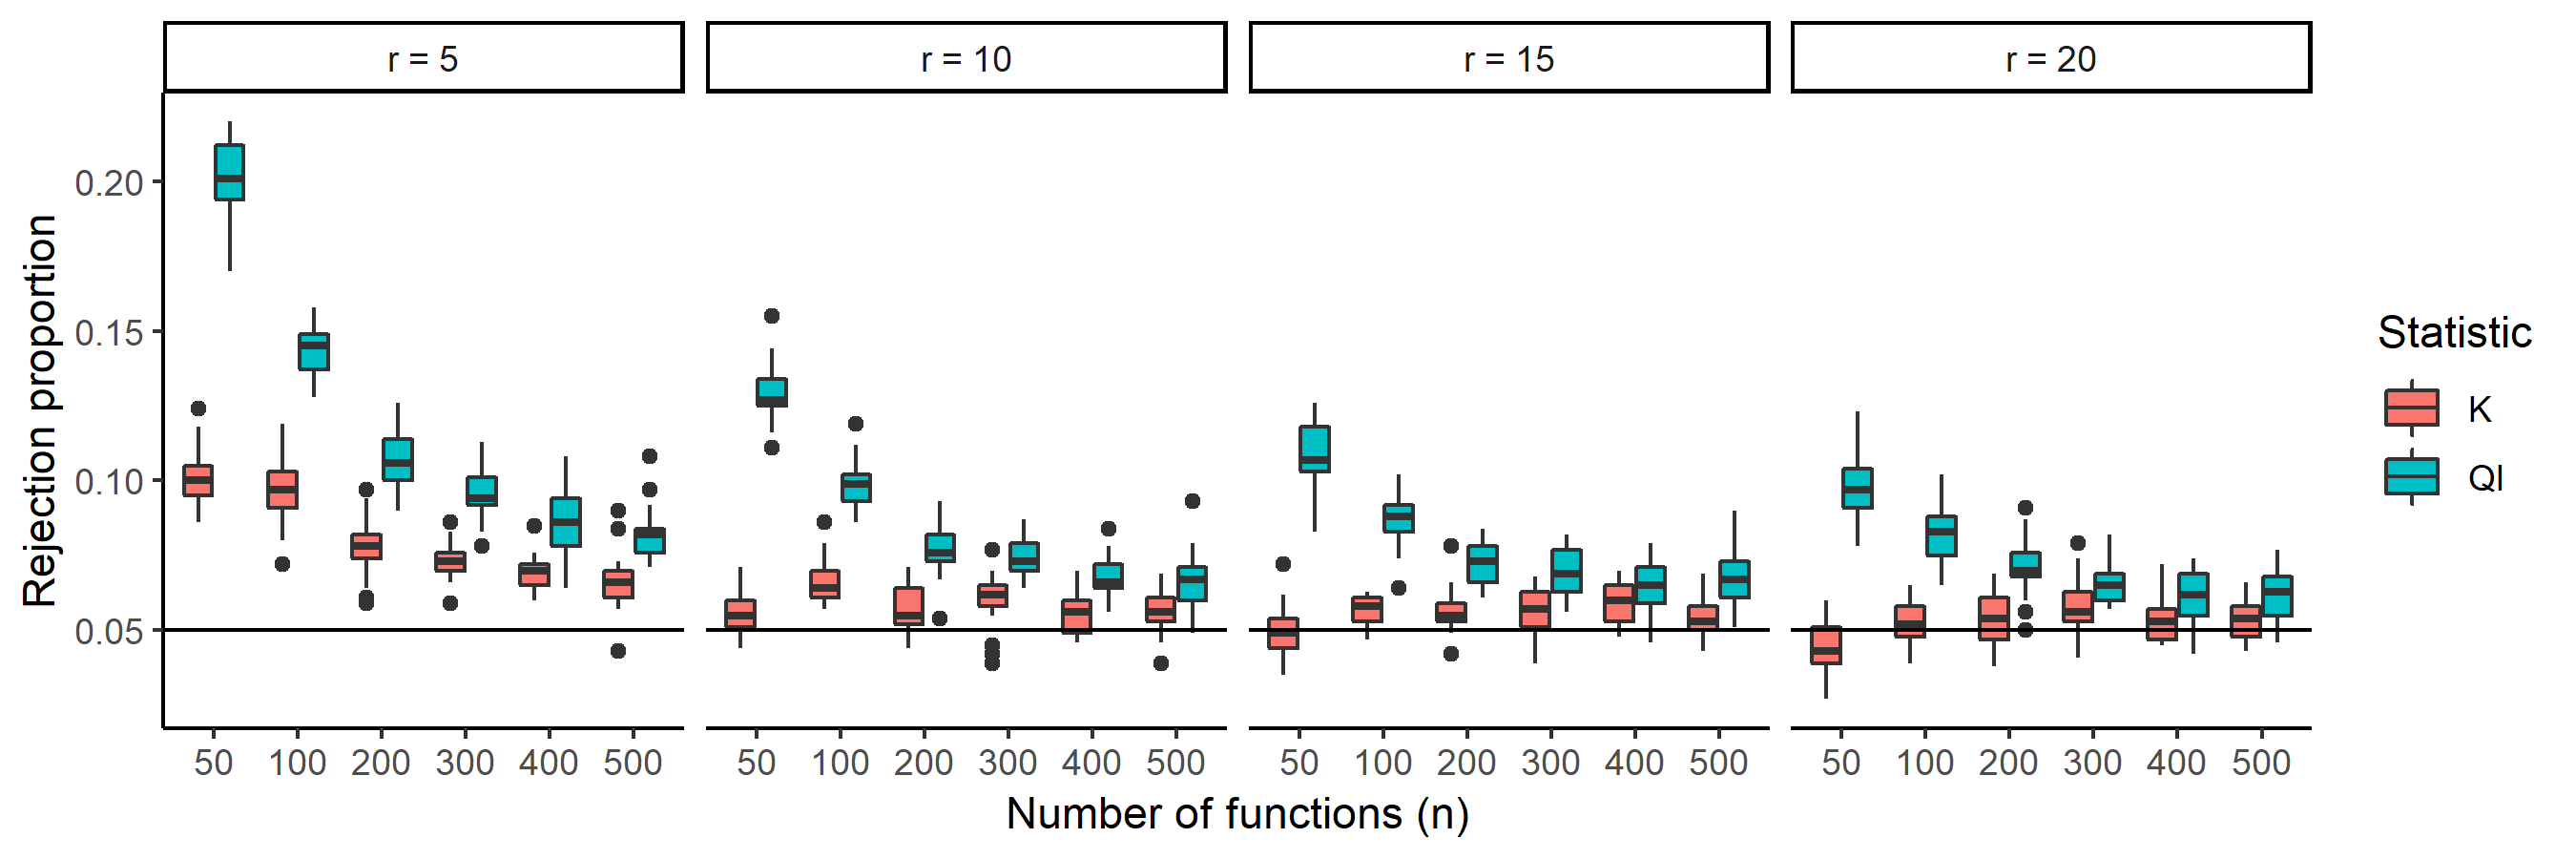 r = 5 r = 10 r = 15 r = 20
Rejection proportion
0.20
0.15
0.10
0.05
50 100 200 300 400 500 50 100 200 300 400 500 50 100 200 300 400 500 50 100 200 300 400 500
Number of functions (n)
Statistic
K
QI